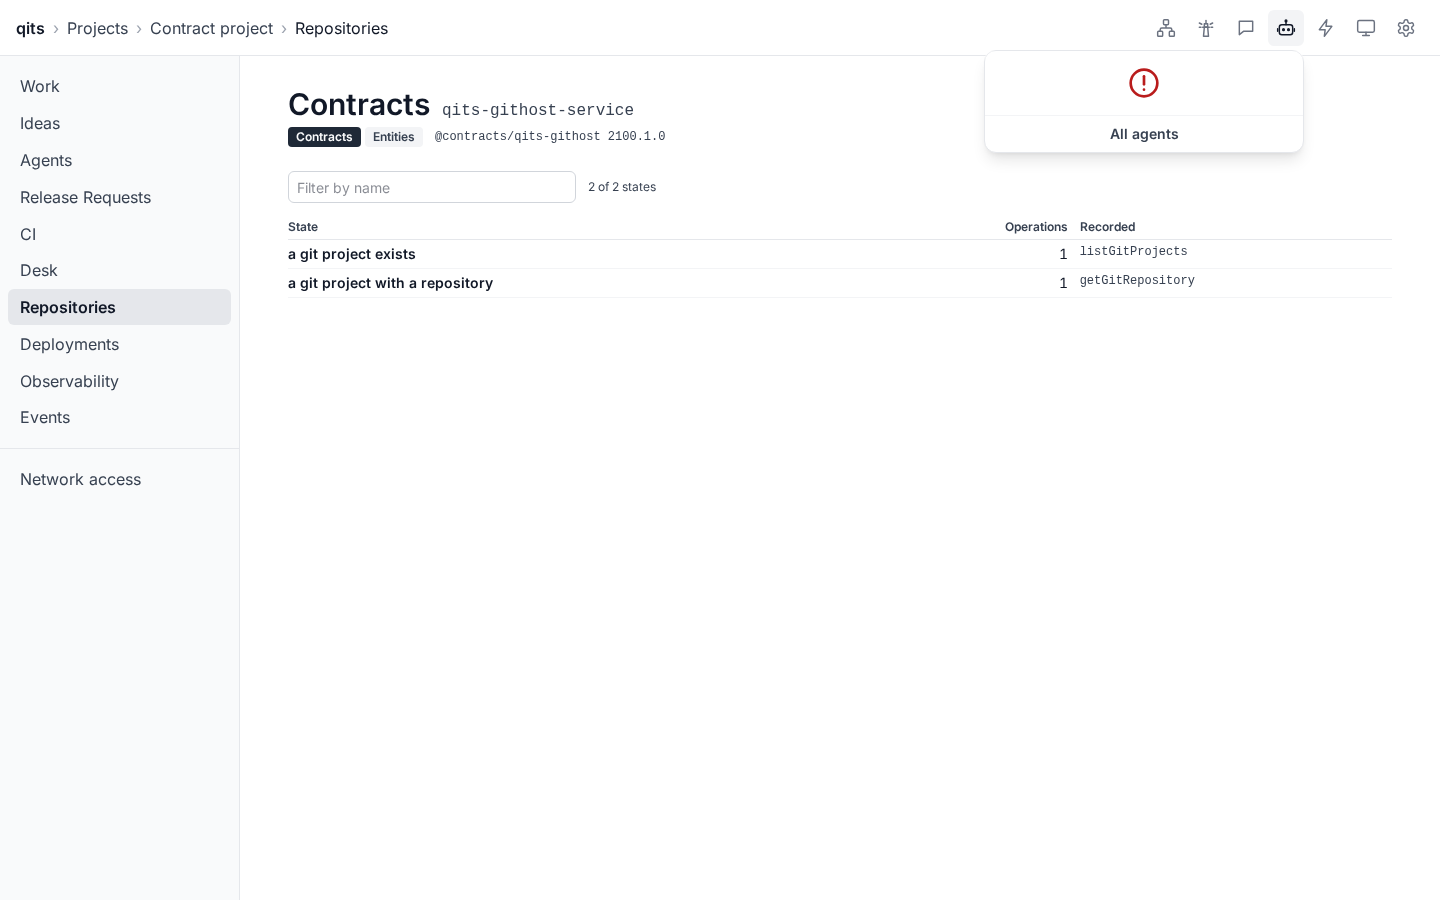 qits › Projects › Contract project › Repositories
All agents
Work
Ideas
Agents
Release Requests
CI
Desk
Repositories
Deployments
Observability
Events
Network access
Contracts qits-githost-service
Contracts Entities @contracts/qits-githost 2100.1.0
Filter by name 2 of 2 states
State Operations Recorded
a git project exists 1 listGitProjects
a git project with a repository 1 getGitRepository